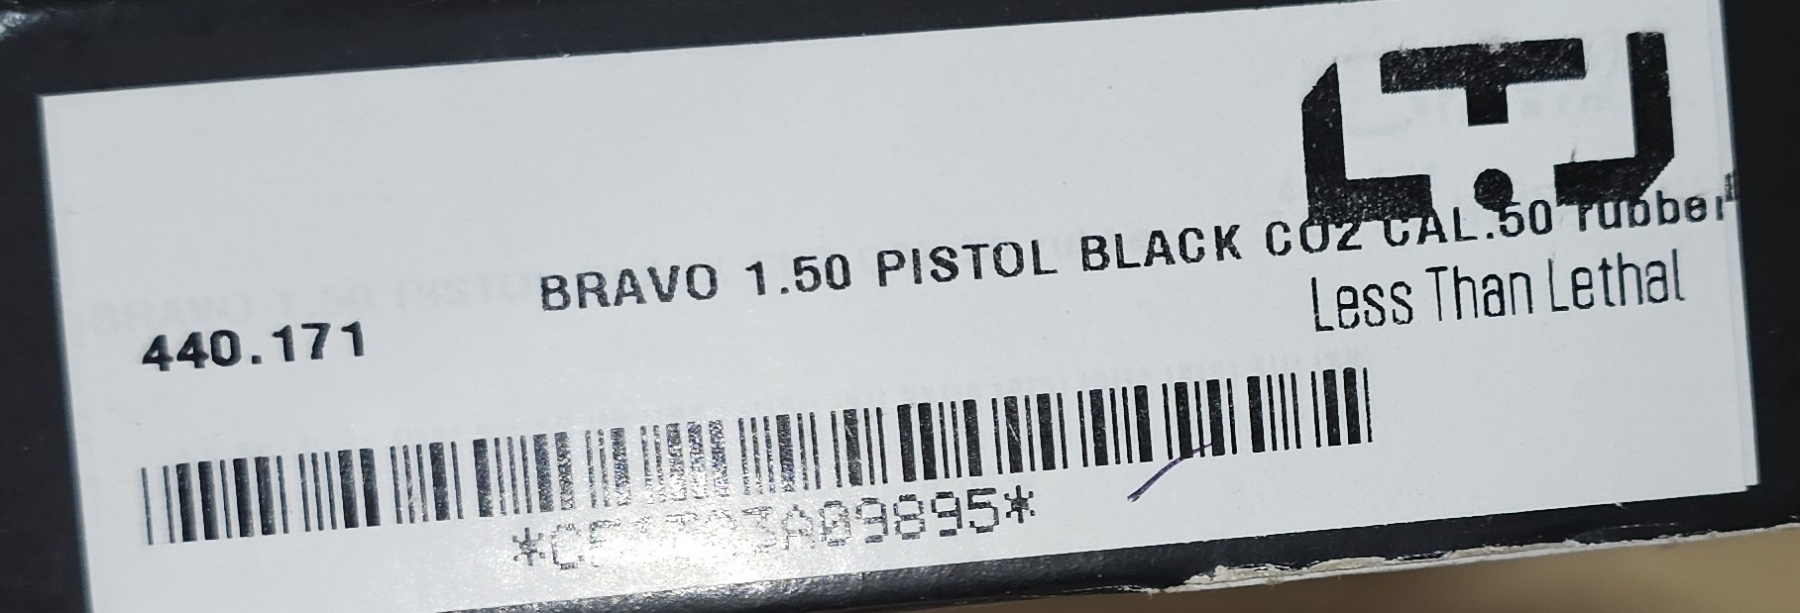 BRAVO 1.50 PISTOL BLACK CO2 CAL.50 rubber
Less Than Lethal
440.171